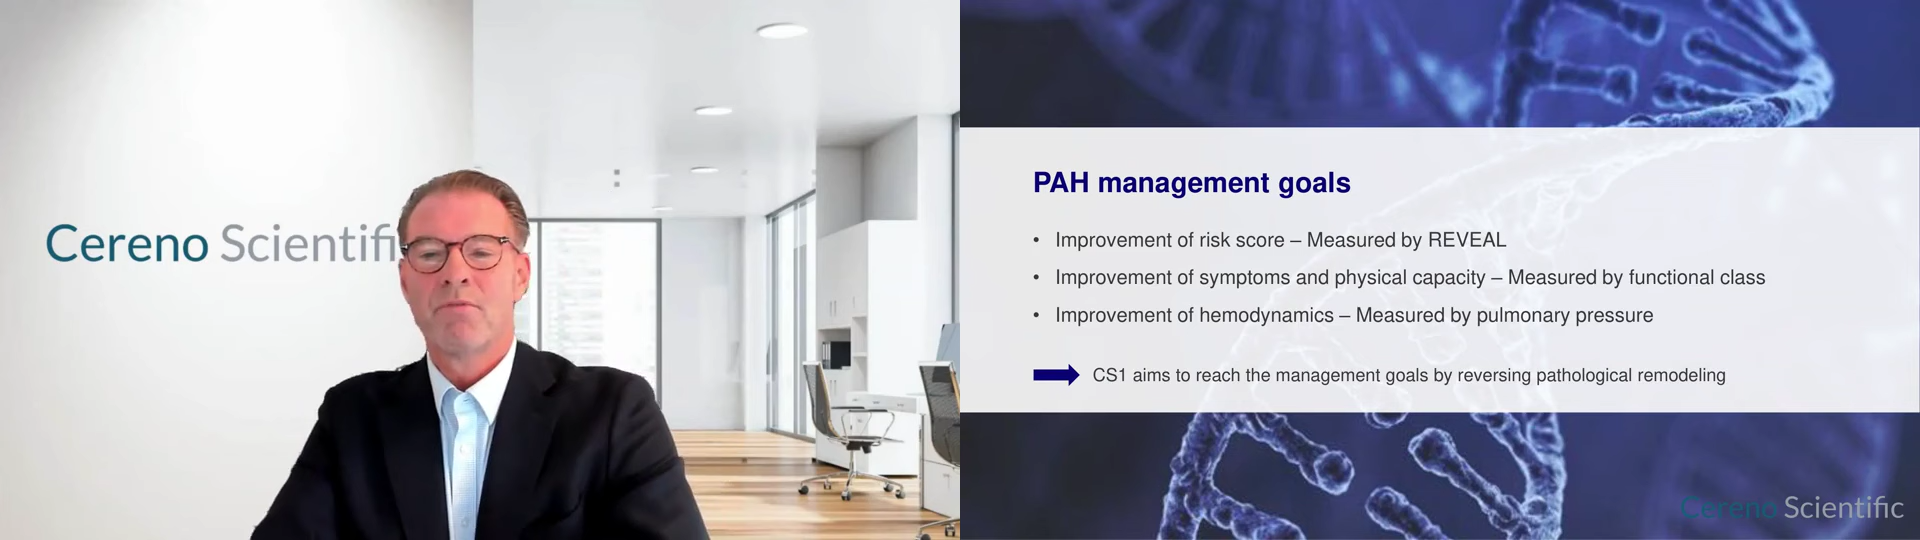 Cereno Scientifi
PAH management goals
• Improvement of risk score – Measured by REVEAL
• Improvement of symptoms and physical capacity – Measured by functional class
• Improvement of hemodynamics – Measured by pulmonary pressure
CS1 aims to reach the management goals by reversing pathological remodeling
Cereno Scientific